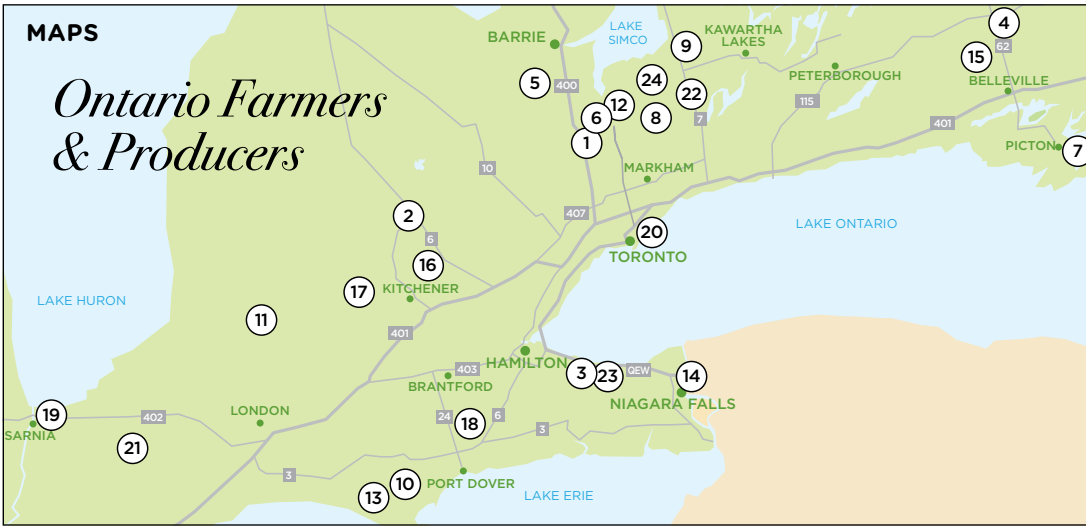 MAPS
Ontario Farmers
& Producers
LAKE
SIMCO
BARRIE
KAWARTHA
LAKES
PETERBOROUGH
BELLEVILLE
PICTON
MARKHAM
TORONTO
LAKE ONTARIO
LAKE HURON
KITCHENER
HAMILTON
BRANTFORD
NIAGARA FALLS
LONDON
SARNIA
PORT DOVER
LAKE ERIE
4
9
15
62
5
400
24
22
12
6
8
7
115
401
1
7
10
2
407
6
20
16
17
11
401
3
23
QEW
14
403
19
402
24
18
6
3
21
3
10
13